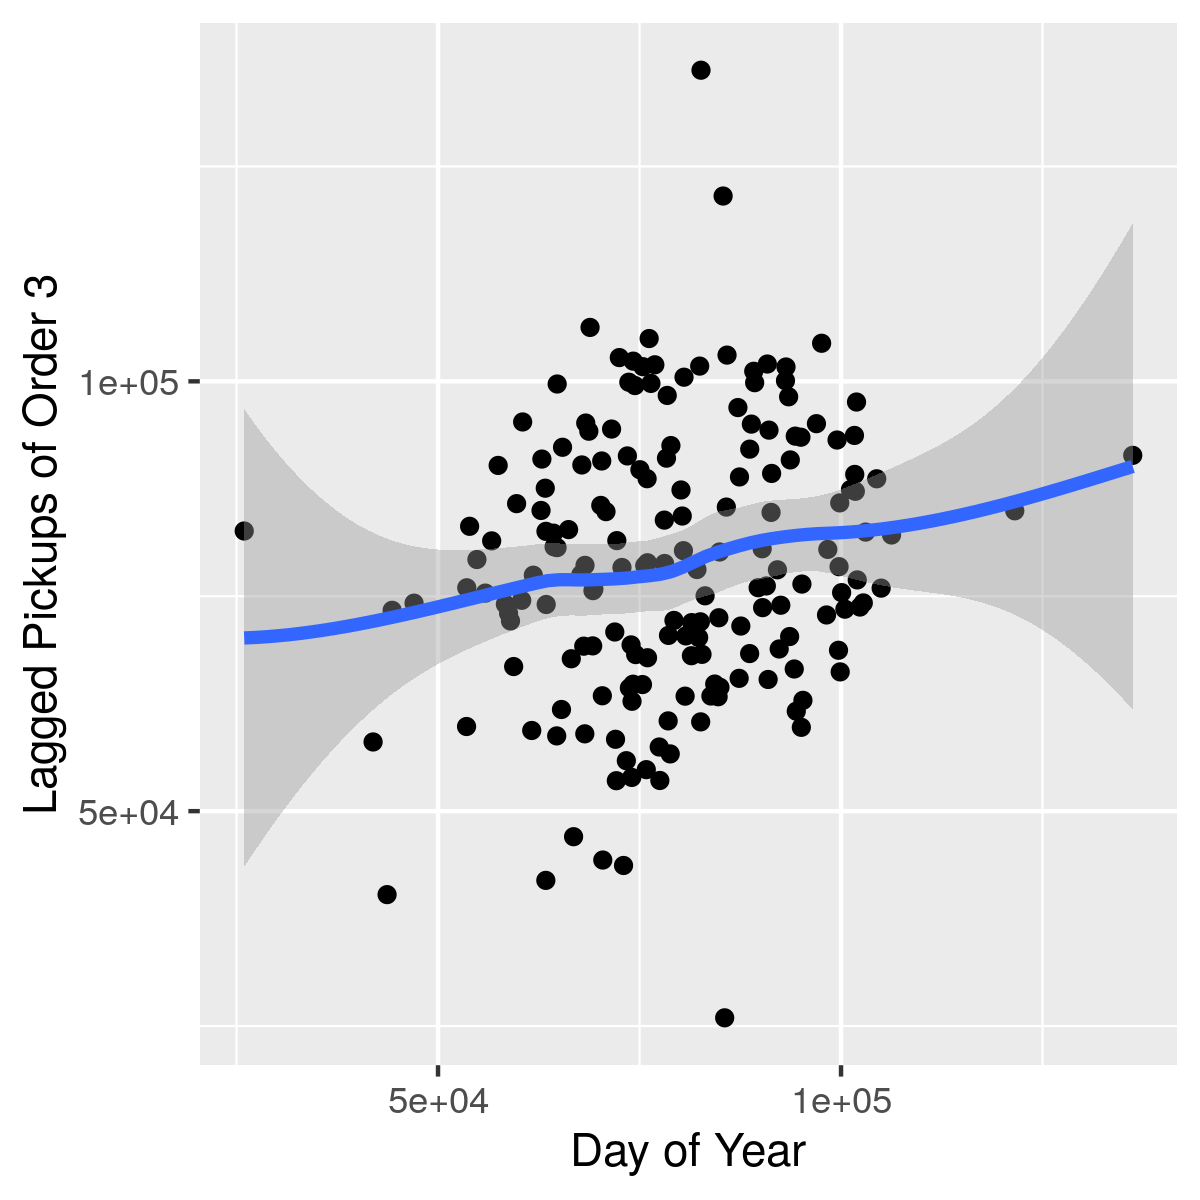 Lagged Pickups of Order 3
1e+05
5e+04
5e+04
1e+05
Day of Year